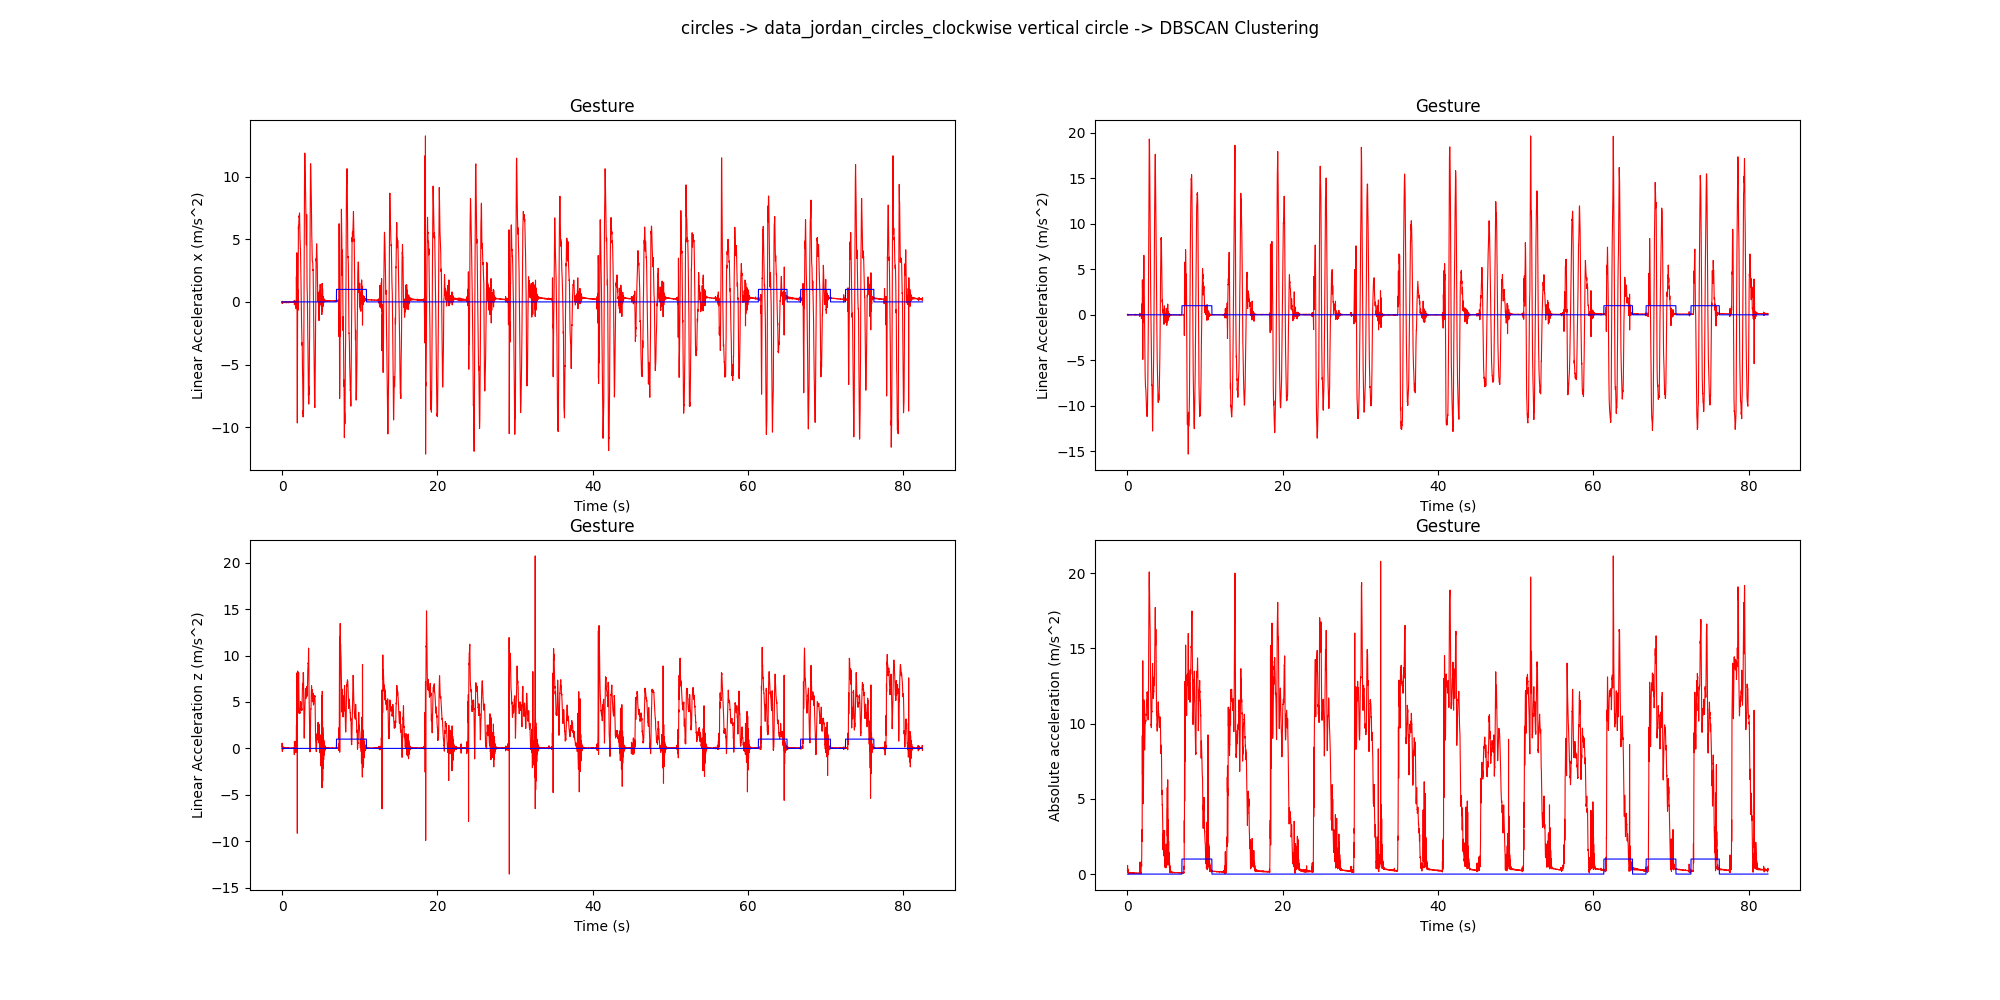 circles -> data_jordan_circles_clockwise vertical circle -> DBSCAN Clustering
Gesture
Linear Acceleration x (m/s^2)
10
5
0
−5
−10
0 20 40 60 80
Time (s)
Gesture
Linear Acceleration y (m/s^2)
20
15
10
5
0
−5
−10
−15
0 20 40 60 80
Time (s)
Gesture
Linear Acceleration z (m/s^2)
20
15
10
5
0
−5
−10
−15
0 20 40 60 80
Time (s)
Gesture
Absolute acceleration (m/s^2)
20
15
10
5
0
0 20 40 60 80
Time (s)